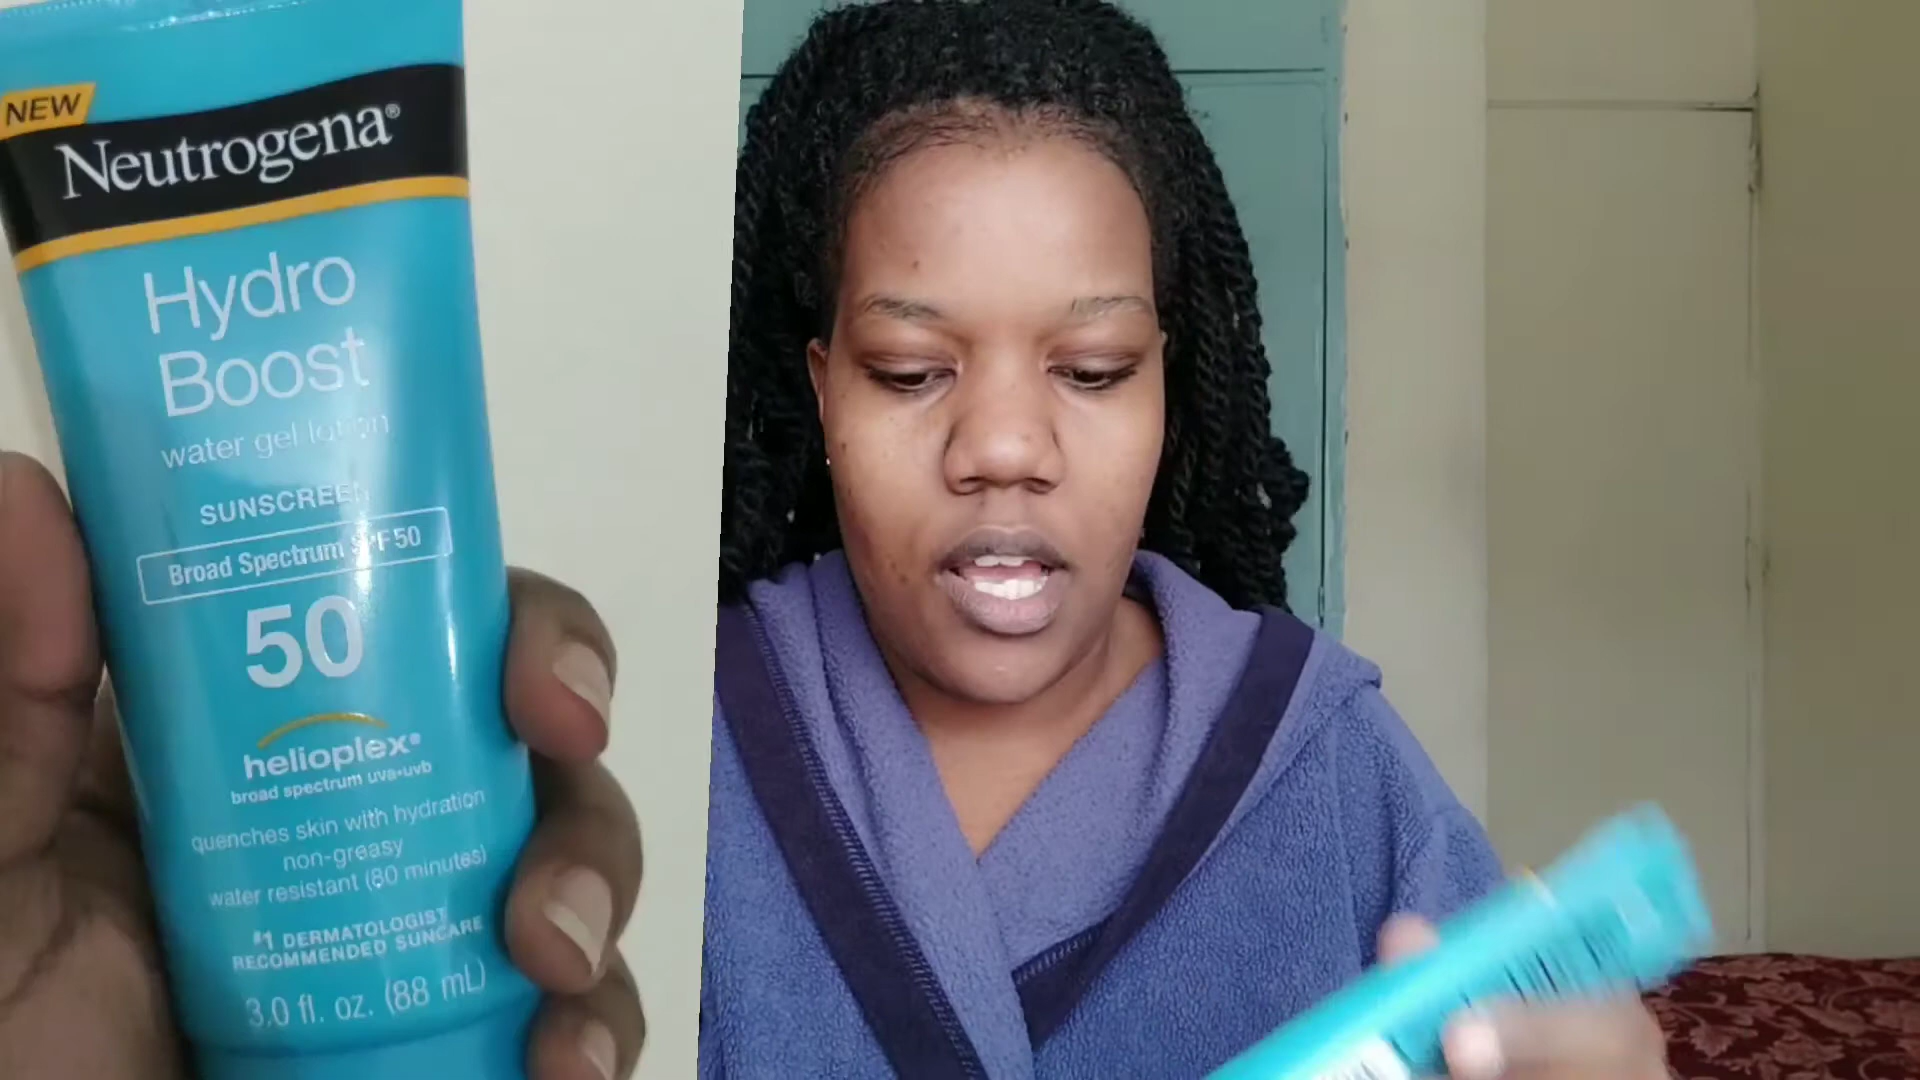 NEW
Neutrogena®
Hydro
Boost
water gel lotion
SUNSCREEN
Broad Spectrum SPF 50
50
helioplex®
broad spectrum uva•uvb
quenches skin with hydration
non-greasy
water resistant (80 minutes)
#1 DERMATOLOGIST
RECOMMENDED SUNCARE
3.0 fl. oz. (88 mL)